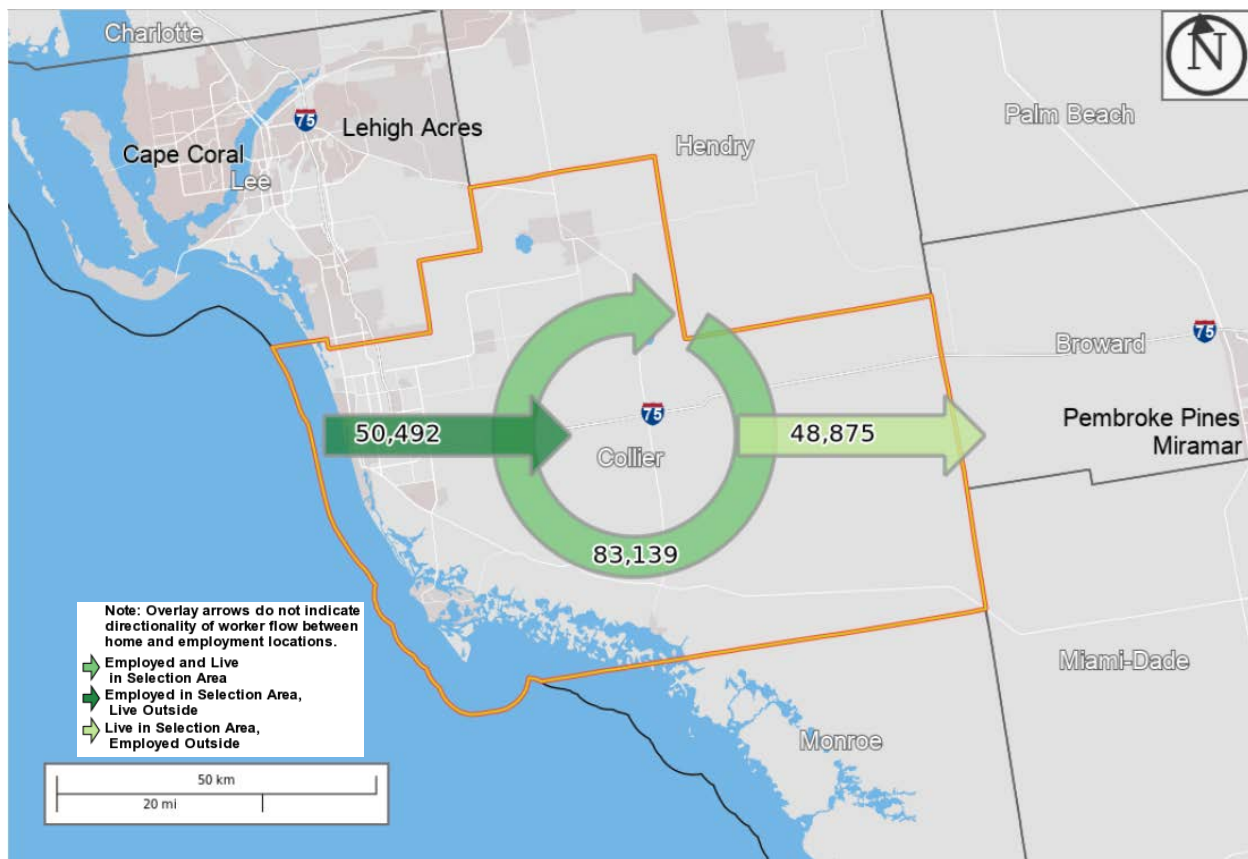 Charlotte
N
75
Lehigh Acres
Palm Beach
Cape Coral
Hendry
Lee
Broward
75
75
50,492
48,875
Pembroke Pines
Miramar
Collier
83,139
Note: Overlay arrows do not indicate
directionality of worker flow between
home and employment locations.
Employed and Live
in Selection Area
Employed in Selection Area,
Live Outside
Live in Selection Area,
Employed Outside
Miami-Dade
Monroe
50 km
20 mi